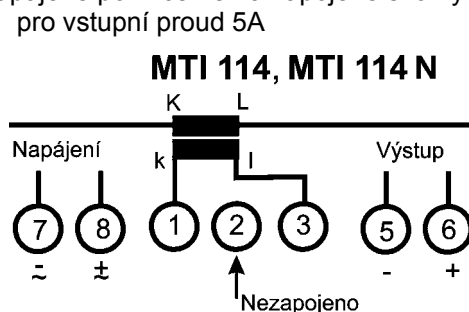 pro vstupní proud 5A
MTI 114, MTI 114 N
K L
Napájení k l Výstup
7 8 1 2 3 5 6
≂ ± - +
Nezapojeno